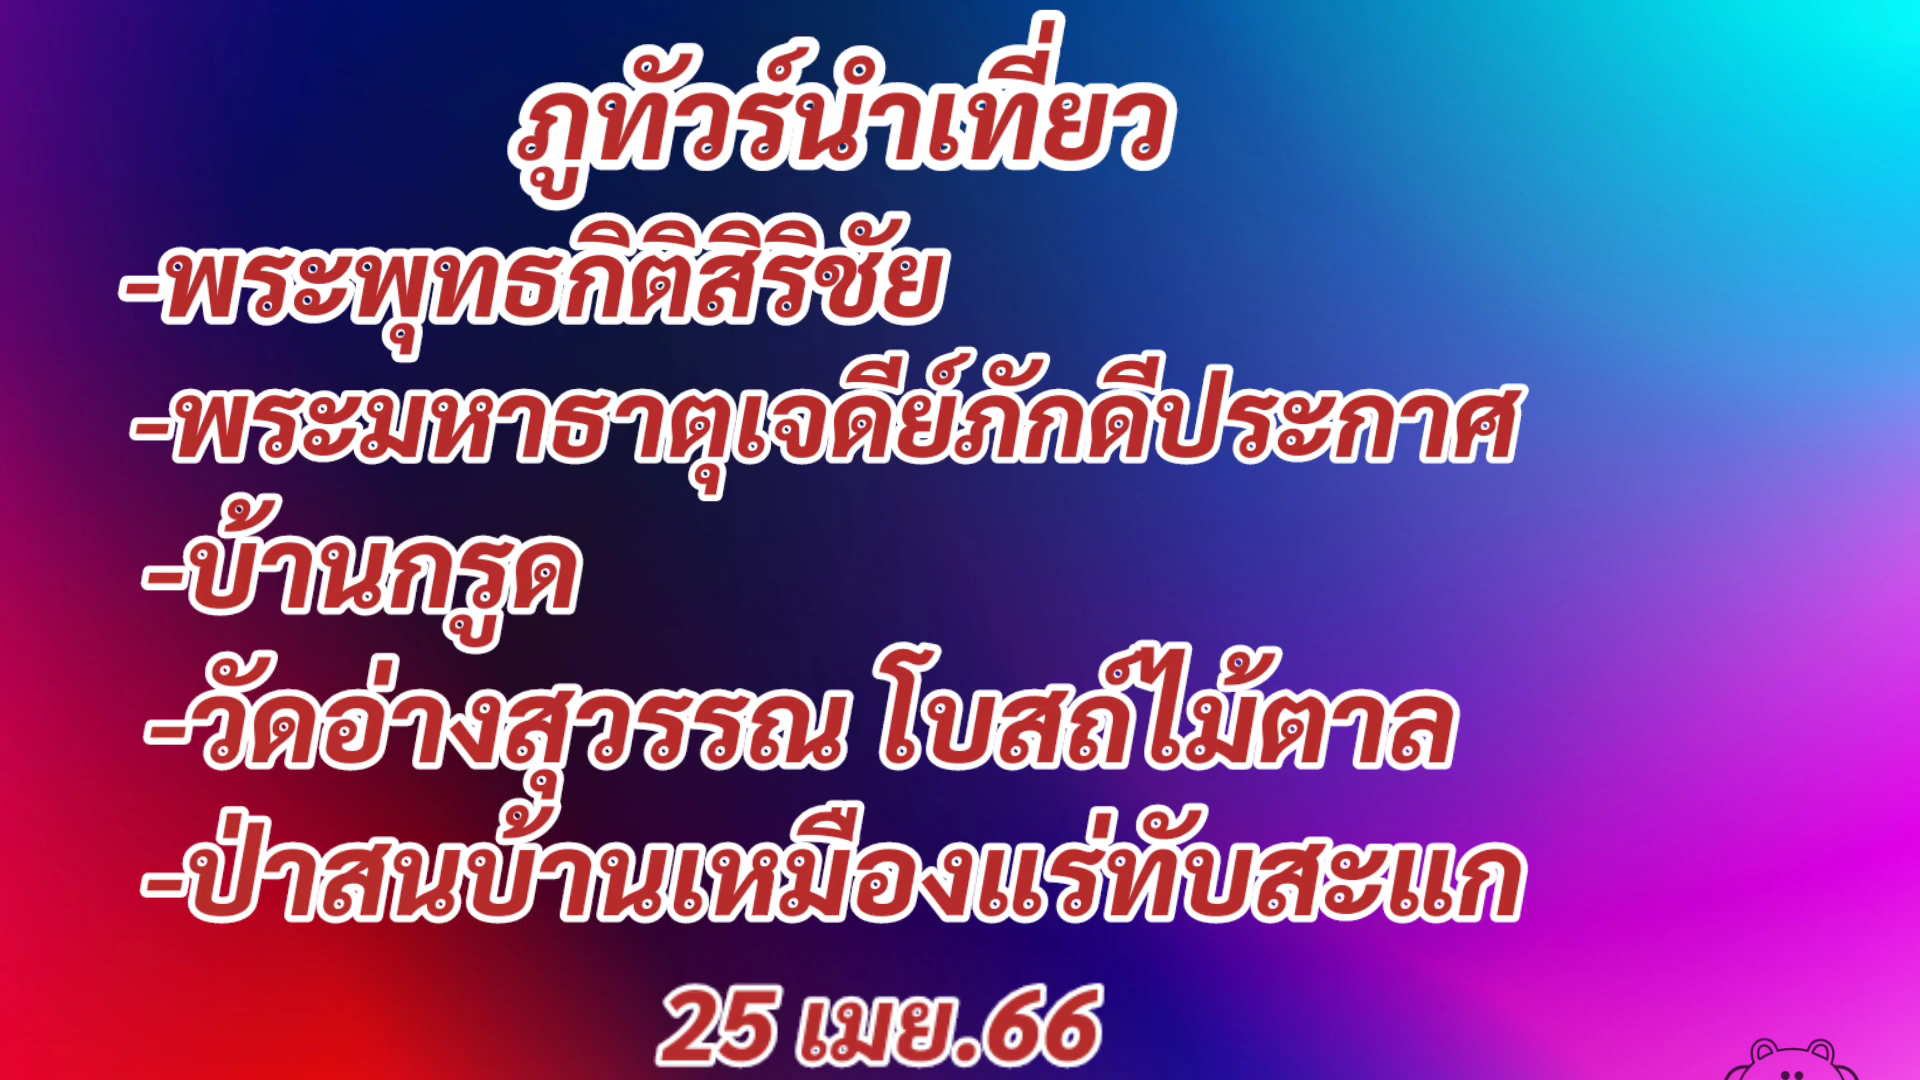 ภูทัวร์นำเที่ยว
-พระพุทธกิติสิริชัย
-พระมหาธาตุเจดีย์ภักดีประกาศ
-บ้านกรูด
-วัดอ่างสุวรรณ โบสถ์ไม้ตาล
-ป่าสนบ้านเหมืองแร่ทับสะแก
25 เมย.66